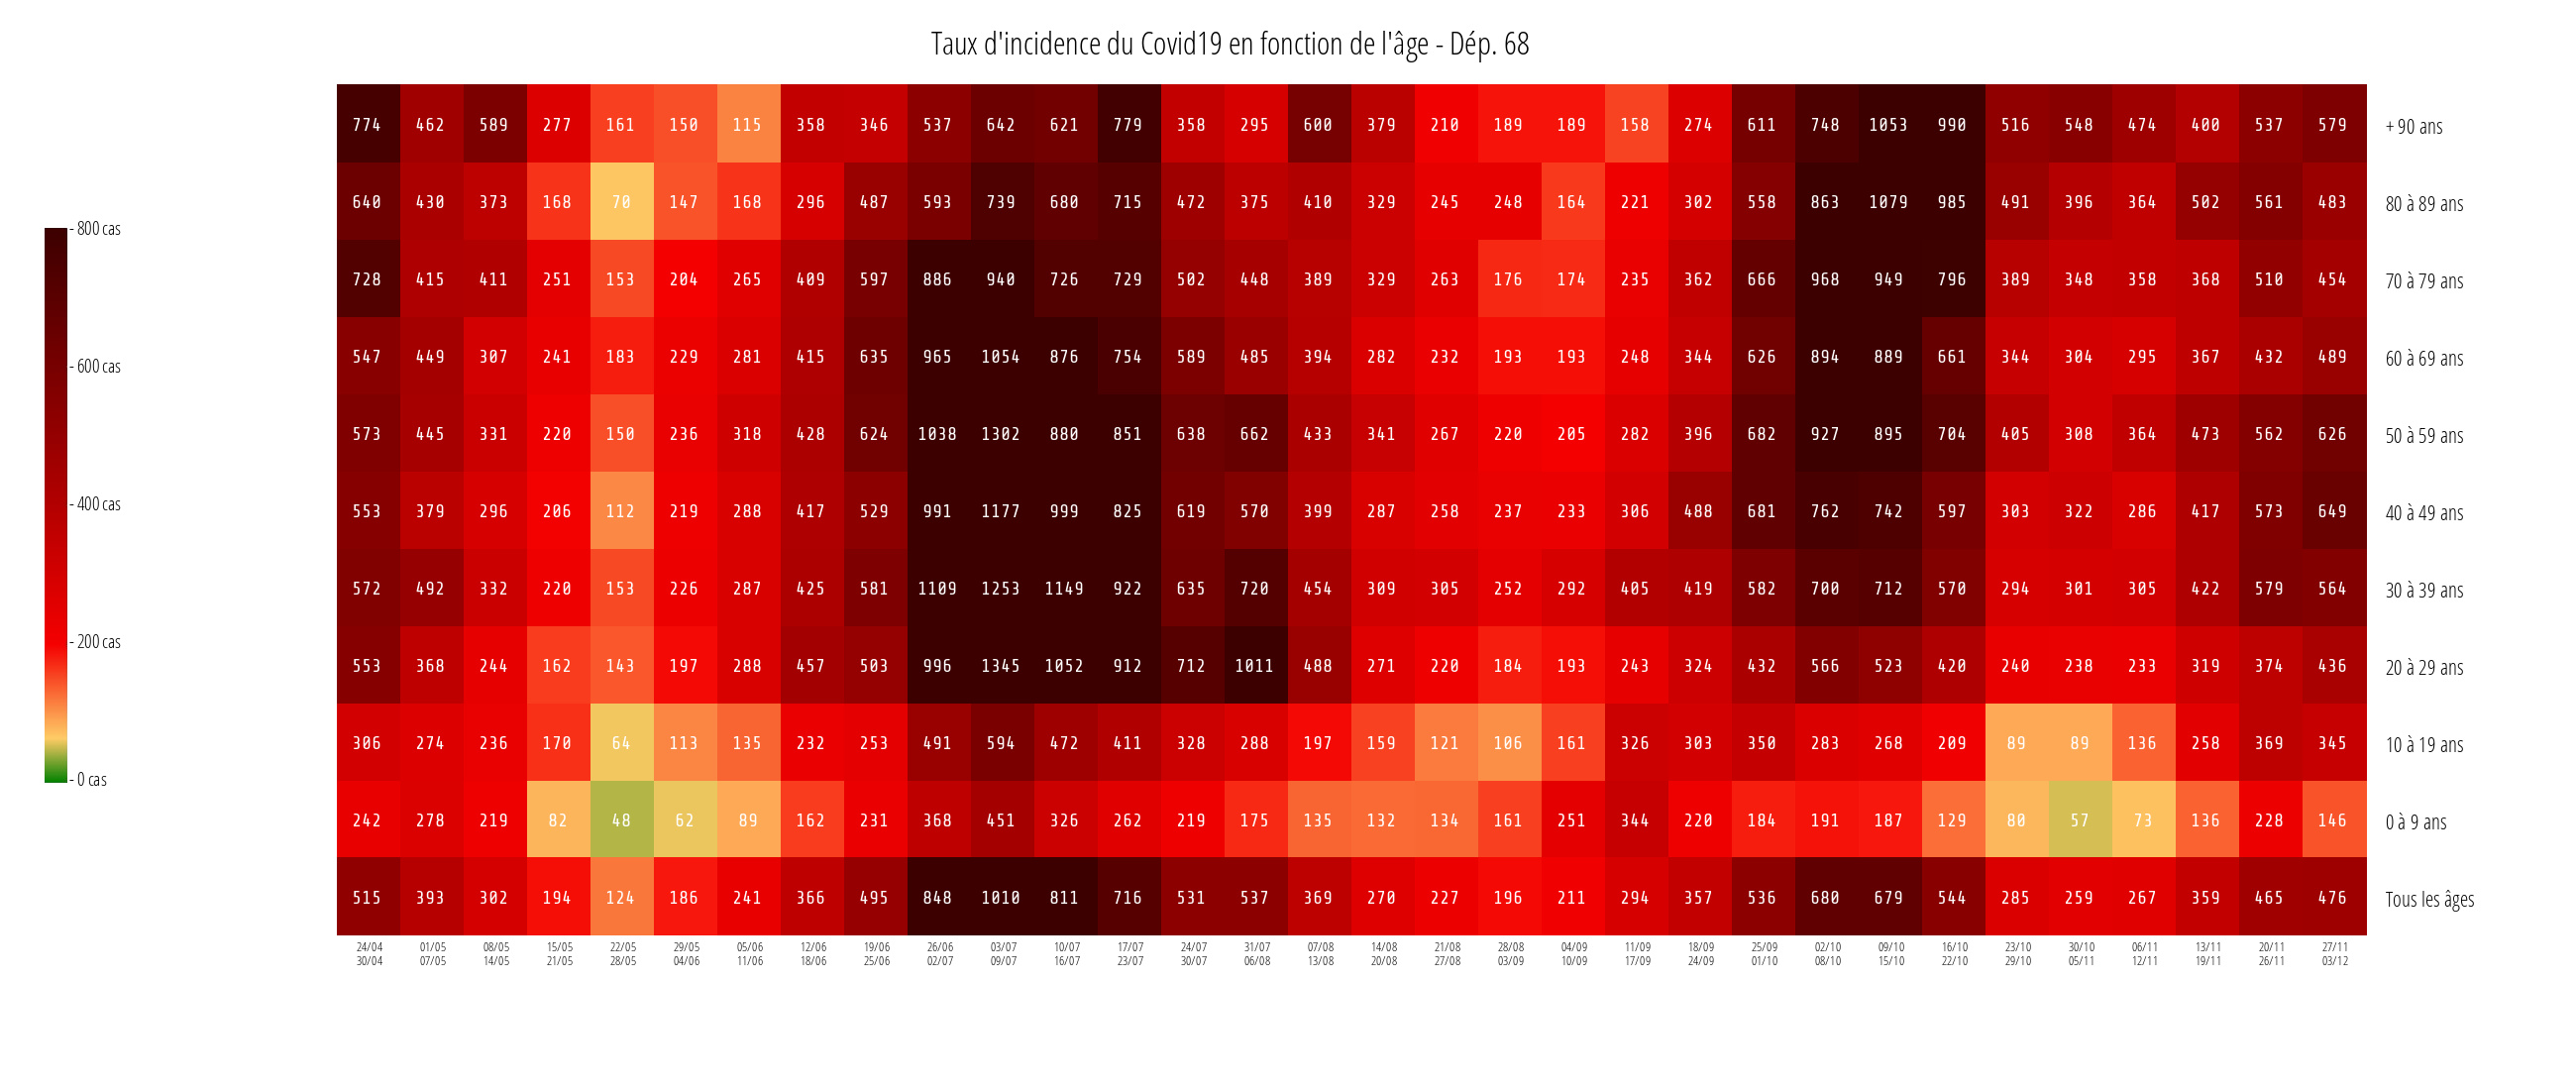 Taux d'incidence du Covid19 en fonction de l'âge - Dép. 68
774 462 589 277 161 150 115 358 346 537 642 621 779 358 295 600 379 210 189 189 158 274 611 748 1053 990 516 548 474 400 537 579 + 90 ans
640 430 373 168 70 147 168 296 487 593 739 680 715 472 375 410 329 245 248 164 221 302 558 863 1079 985 491 396 364 502 561 483 80 à 89 ans
- 800 cas
728 415 411 251 153 204 265 409 597 886 940 726 729 502 448 389 329 263 176 174 235 362 666 968 949 796 389 348 358 368 510 454 70 à 79 ans
547 449 307 241 183 229 281 415 635 965 1054 876 754 589 485 394 282 232 193 193 248 344 626 894 889 661 344 304 295 367 432 489 60 à 69 ans
- 600 cas
573 445 331 220 150 236 318 428 624 1038 1302 880 851 638 662 433 341 267 220 205 282 396 682 927 895 704 405 308 364 473 562 626 50 à 59 ans
- 400 cas
553 379 296 206 112 219 288 417 529 991 1177 999 825 619 570 399 287 258 237 233 306 488 681 762 742 597 303 322 286 417 573 649 40 à 49 ans
572 492 332 220 153 226 287 425 581 1109 1253 1149 922 635 720 454 309 305 252 292 405 419 582 700 712 570 294 301 305 422 579 564 30 à 39 ans
- 200 cas
553 368 244 162 143 197 288 457 503 996 1345 1052 912 712 1011 488 271 220 184 193 243 324 432 566 523 420 240 238 233 319 374 436 20 à 29 ans
306 274 236 170 64 113 135 232 253 491 594 472 411 328 288 197 159 121 106 161 326 303 350 283 268 209 89 89 136 258 369 345 10 à 19 ans
- 0 cas
242 278 219 82 48 62 89 162 231 368 451 326 262 219 175 135 132 134 161 251 344 220 184 191 187 129 80 57 73 136 228 146 0 à 9 ans
515 393 302 194 124 186 241 366 495 848 1010 811 716 531 537 369 270 227 196 211 294 357 536 680 679 544 285 259 267 359 465 476 Tous les âges
24/04 01/05 08/05 15/05 22/05 29/05 05/06 12/06 19/06 26/06 03/07 10/07 17/07 24/07 31/07 07/08 14/08 21/08 28/08 04/09 11/09 18/09 25/09 02/10 09/10 16/10 23/10 30/10 06/11 13/11 20/11 27/11
30/04 07/05 14/05 21/05 28/05 04/06 11/06 18/06 25/06 02/07 09/07 16/07 23/07 30/07 06/08 13/08 20/08 27/08 03/09 10/09 17/09 24/09 01/10 08/10 15/10 22/10 29/10 05/11 12/11 19/11 26/11 03/12